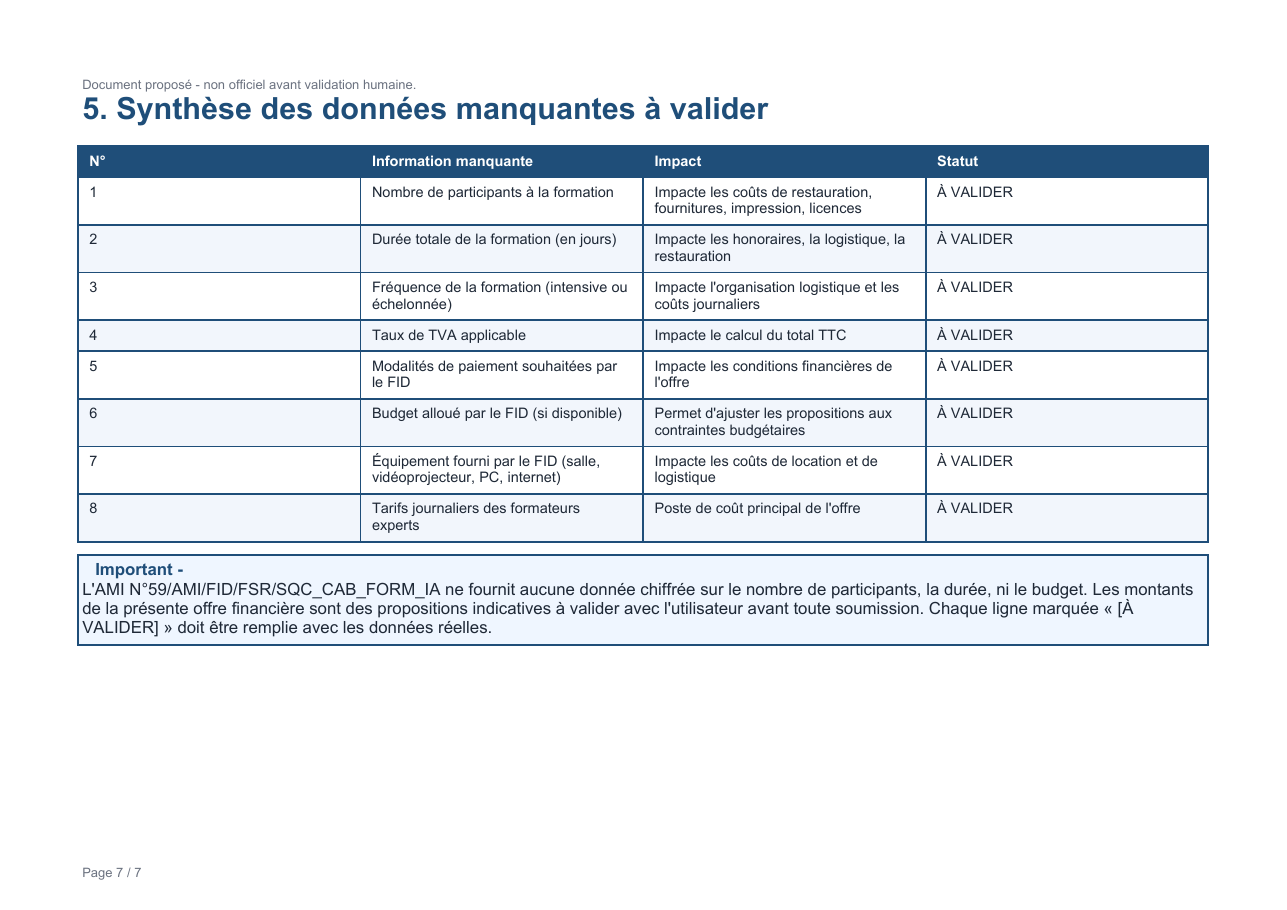 Document proposé - non officiel avant validation humaine.
5. Synthèse des données manquantes à valider
N° Information manquante Impact Statut
1 Nombre de participants à la formation Impacte les coûts de restauration, À VALIDER
fournitures, impression, licences
2 Durée totale de la formation (en jours) Impacte les honoraires, la logistique, la À VALIDER
restauration
3 Fréquence de la formation (intensive ou Impacte l'organisation logistique et les À VALIDER
échelonnée) coûts journaliers
4 Taux de TVA applicable Impacte le calcul du total TTC À VALIDER
5 Modalités de paiement souhaitées par Impacte les conditions financières de À VALIDER
le FID l'offre
6 Budget alloué par le FID (si disponible) Permet d'ajuster les propositions aux À VALIDER
contraintes budgétaires
7 Équipement fourni par le FID (salle, Impacte les coûts de location et de À VALIDER
vidéoprojecteur, PC, internet) logistique
8 Tarifs journaliers des formateurs Poste de coût principal de l'offre À VALIDER
experts
Important -
L'AMI N°59/AMI/FID/FSR/SQC_CAB_FORM_IA ne fournit aucune donnée chiffrée sur le nombre de participants, la durée, ni le budget. Les montants
de la présente offre financière sont des propositions indicatives à valider avec l'utilisateur avant toute soumission. Chaque ligne marquée « [À
VALIDER] » doit être remplie avec les données réelles.
Page 7 / 7